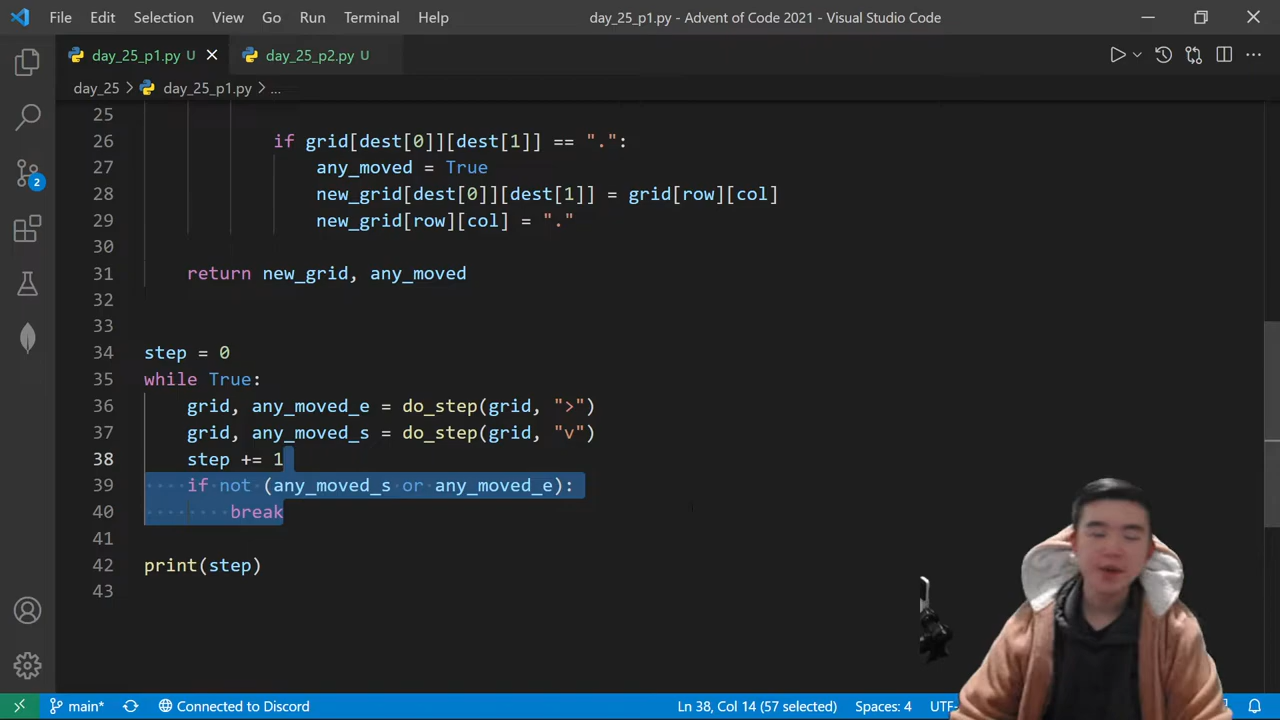 File Edit Selection View Go Run Terminal Help day_25_p1.py - Advent of Code 2021 - Visual Studio Code
day_25_p1.py U day_25_p2.py U
day_25 > day_25_p1.py > ...
25
26 if grid[dest[0]][dest[1]] == ".":
27 any_moved = True
28 new_grid[dest[0]][dest[1]] = grid[row][col]
29 new_grid[row][col] = "."
30
31 return new_grid, any_moved
32
33
34 step = 0
35 while True:
36 grid, any_moved_e = do_step(grid, ">")
37 grid, any_moved_s = do_step(grid, "v")
38 step += 1
39 if not (any_moved_s or any_moved_e):
40 break
41
42 print(step)
43
2
main* Connected to Discord Ln 38, Col 14 (57 selected) Spaces: 4 UTF-